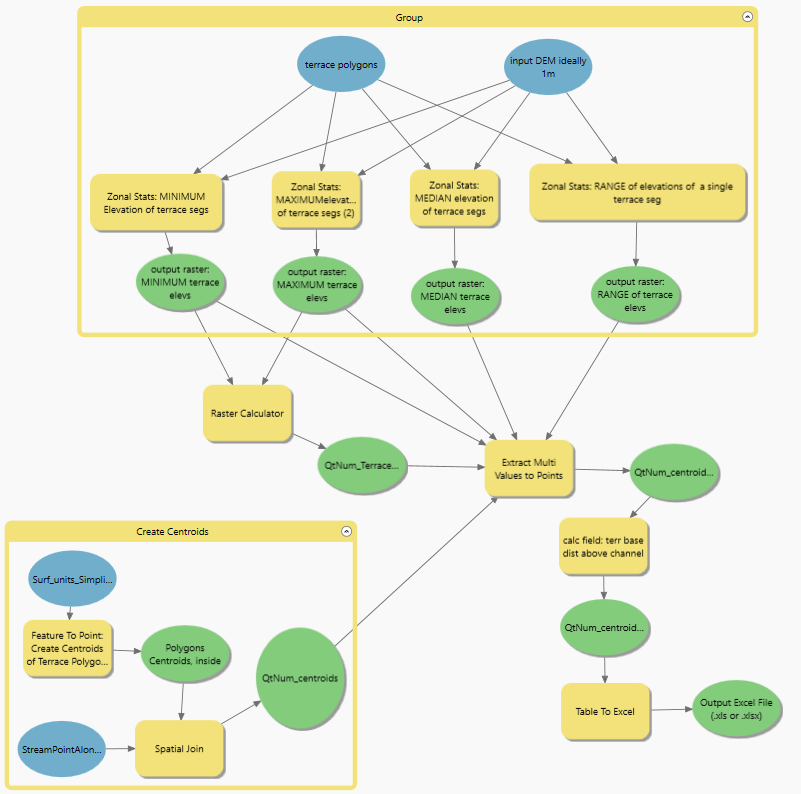 Group
terrace polygons
input DEM ideally
1m
Zonal Stats: MINIMUM
Elevation of terrace segs
Zonal Stats:
MAXIMUMelevat...
of terrace segs (2)
Zonal Stats:
MEDIAN elevation
of terrace segs
Zonal Stats: RANGE of elevations of  a single
terrace seg
output raster:
MINIMUM terrace
elevs
output raster:
MAXIMUM terrace
elevs
output raster:
MEDIAN terrace
elevs
output raster:
RANGE of terrace
elevs
Raster Calculator
QtNum_Terrace...
Extract Multi
Values to Points
QtNum_centroid...
calc field: terr base
dist above channel
QtNum_centroid...
Table To Excel
Output Excel File
(.xls or .xlsx)
Create Centroids
Surf_units_Simpli...
Feature To Point:
Create Centroids
of Terrace Polygo...
Polygons
Centroids, inside
QtNum_centroids
StreamPointAlon...
Spatial Join